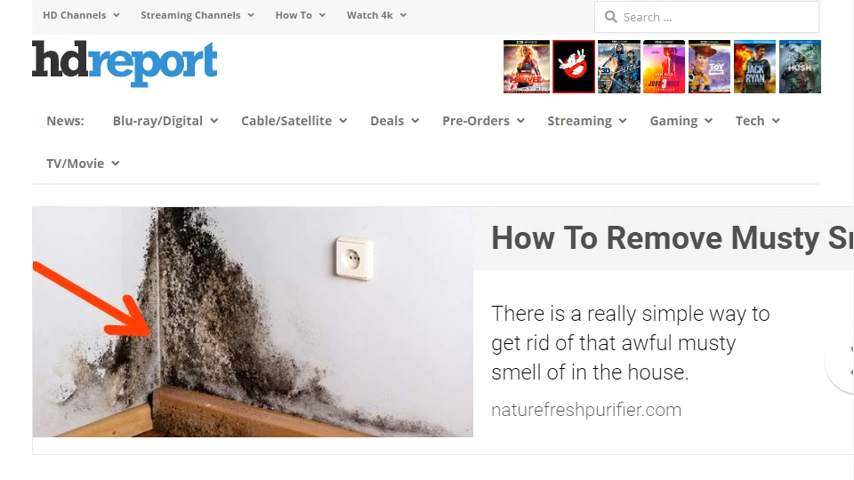 HD Channels
Streaming Channels
How To
Watch 4k
Search ...
hdreport
News:
Blu-ray/Digital
Cable/Satellite
Deals
Pre-Orders
Streaming
Gaming
Tech
TV/Movie
How To Remove Musty
There is a really simple way to
get rid of that awful musty
smell of in the house.
naturefreshpurifier.com